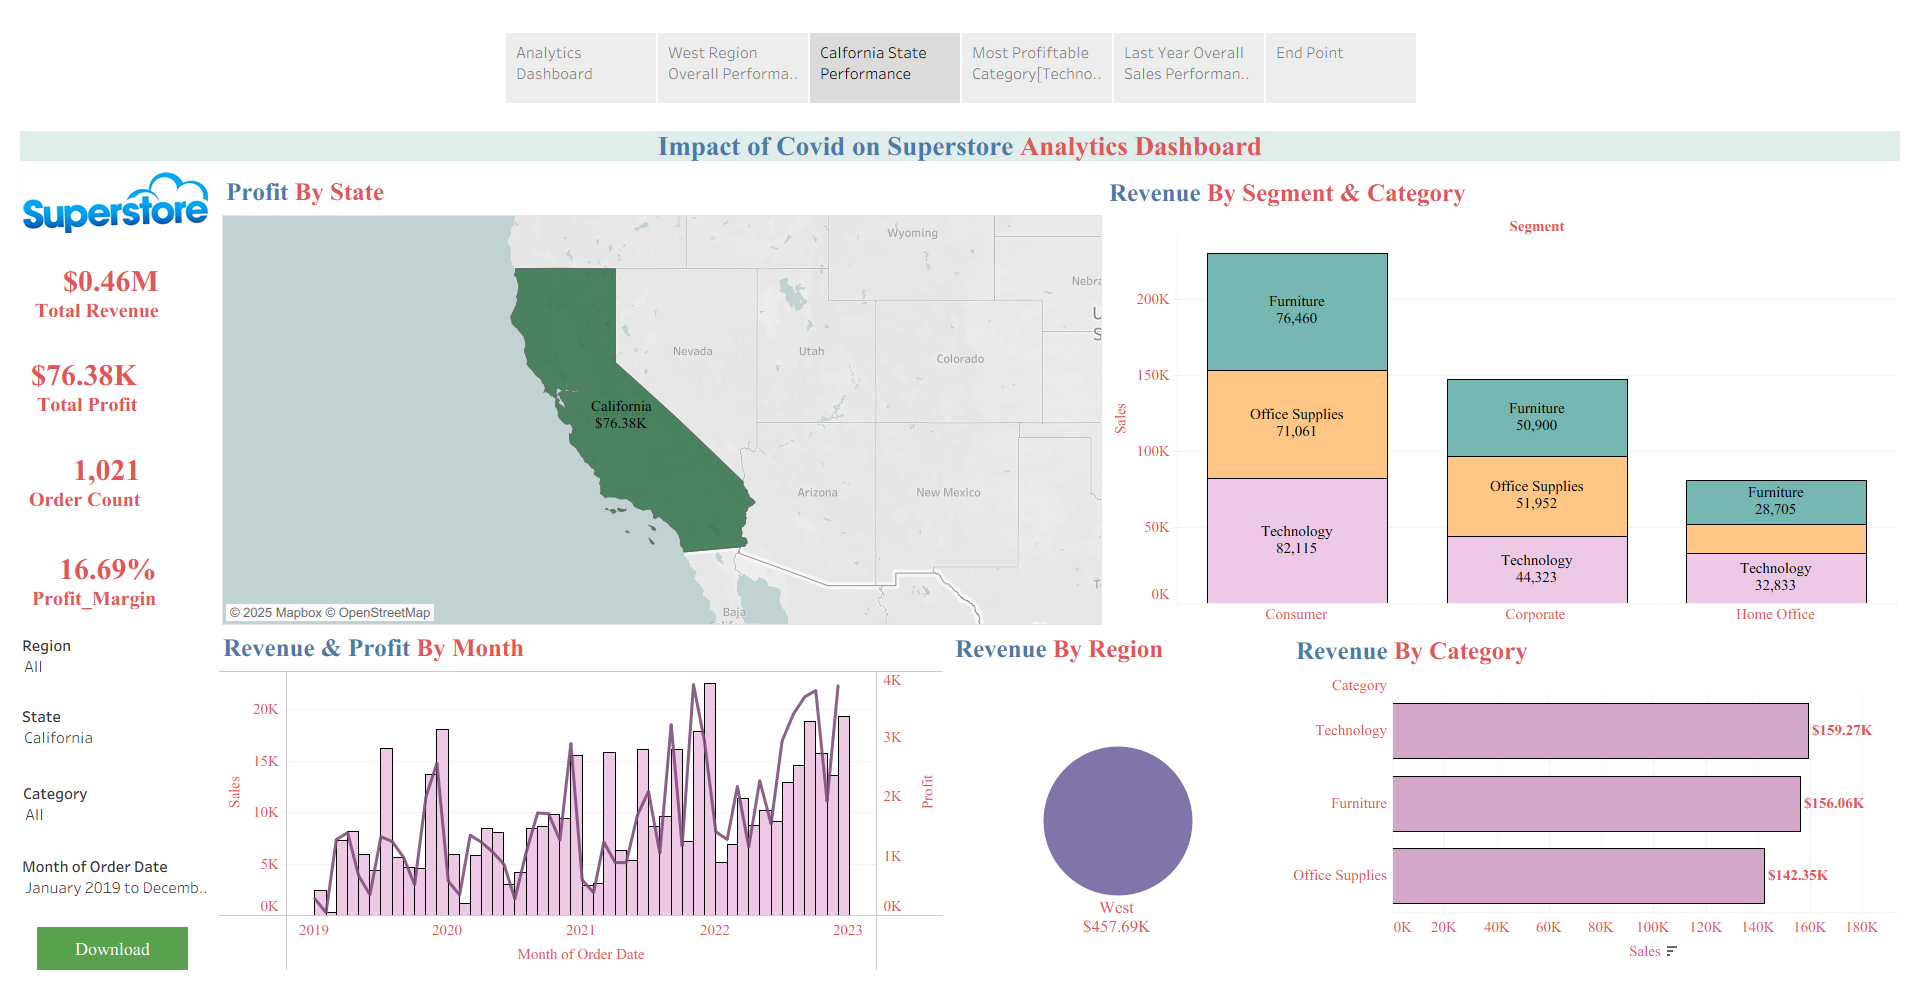 Analytics
Dashboard
West Region
Overall Performa..
Calfornia State
Performance
Most Profiftable
Category[Techno..
Last Year Overall
Sales Performan..
End Point
Impact of Covid on Superstore Analytics Dashboard
Superstore
$0.46M
Total Revenue
$76.38K
Total Profit
1,021
Order Count
16.69%
Profit_Margin
Region
All
State
California
Category
All
Month of Order Date
January 2019 to Decemb..
Download
Profit By State
Wyoming
Nebra
U
S
Nevada
Utah
Colorado
California
$76.38K
Arizona
New Mexico
Baja
© 2025 Mapbox © OpenStreetMap
Revenue By Segment & Category
Segment
Sales
200K
150K
100K
50K
0K
Furniture
76,460
Office Supplies
71,061
Technology
82,115
Furniture
50,900
Office Supplies
51,952
Technology
44,323
Furniture
28,705
Technology
32,833
Consumer
Corporate
Home Office
Revenue & Profit By Month
Sales
20K
15K
10K
5K
0K
4K
3K
2K
1K
0K
Profit
2019
2020
2021
2022
2023
Month of Order Date
Revenue By Region
West
$457.69K
Revenue By Category
Category
Technology
$159.27K
Furniture
$156.06K
Office Supplies
$142.35K
0K 20K 40K 60K 80K 100K 120K 140K 160K 180K
Sales